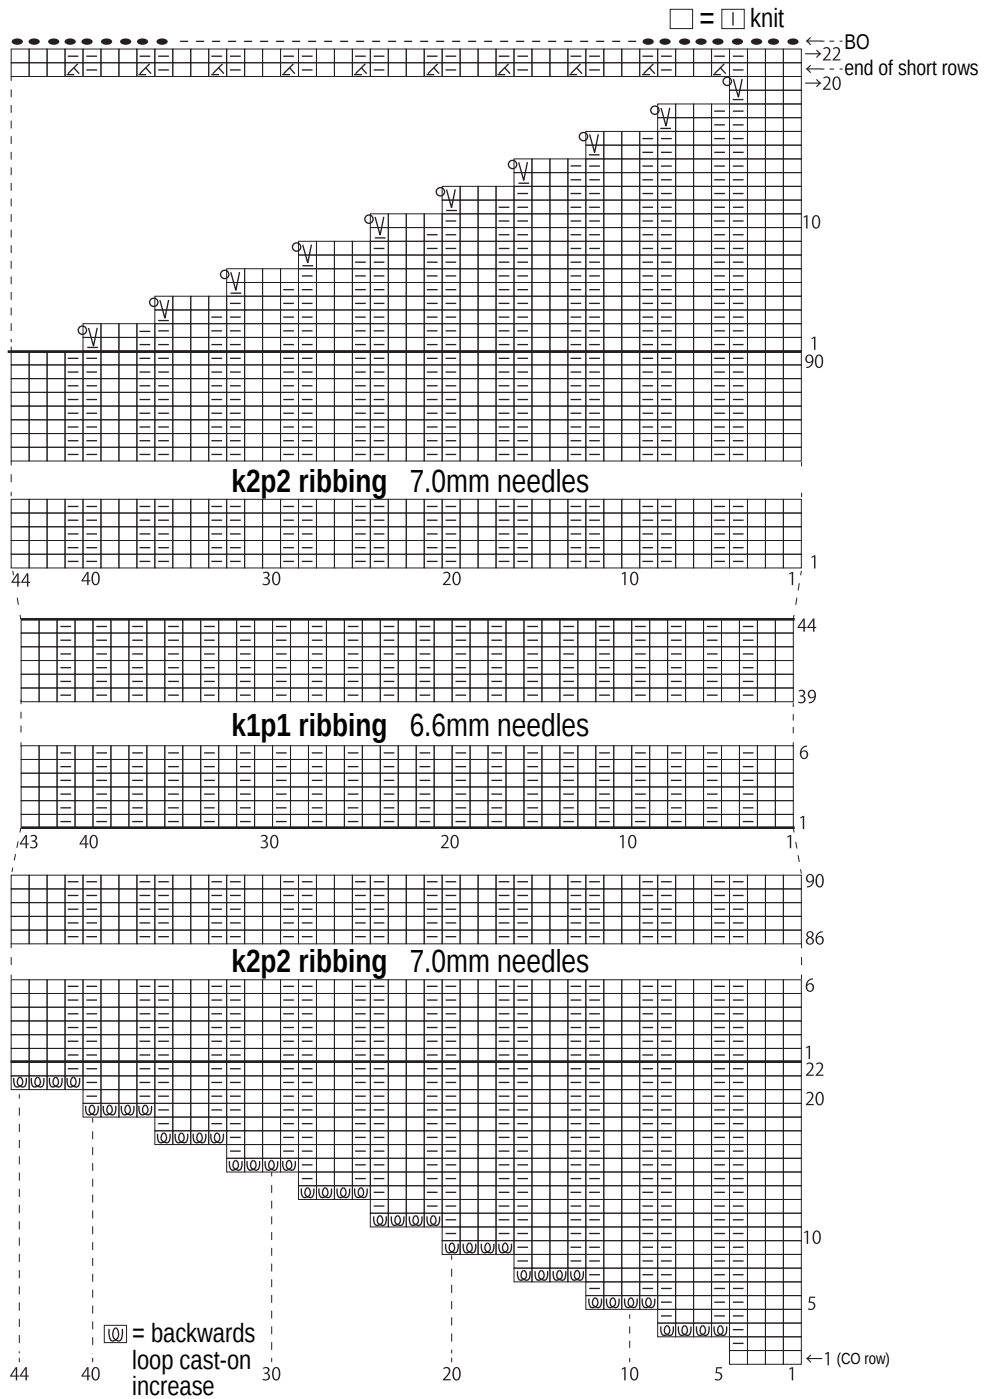 = knit
BO
22
end of short rows
20
10
1
90
k2p2 ribbing 7.0mm needles
1
44 40 30 20 10 1
44
39
k1p1 ribbing 6.6mm needles
6
1
43 40 30 20 10 1
90
86
k2p2 ribbing 7.0mm needles
6
1
22
20
10
5
= backwards
loop cast-on
increase
1 (CO row)
44 40 30 20 10 5 1